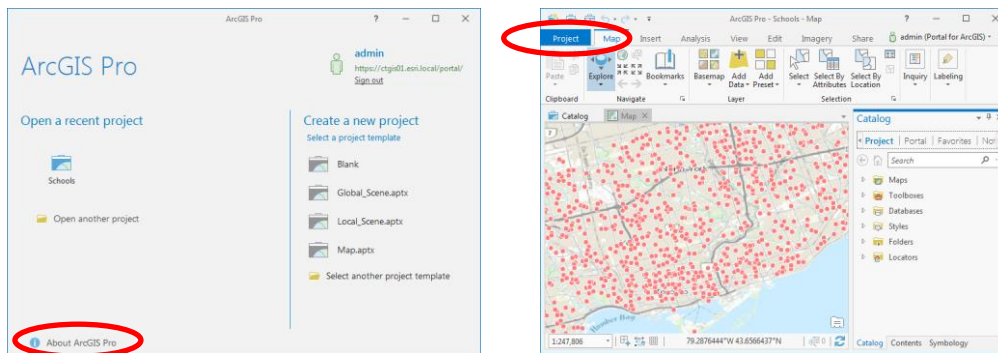 ArcGIS Pro
ArcGIS Pro
admin
https://ctgis01.esri.local/portal/
Sign out
Open a recent project
Schools
Open another project
Create a new project
Select a project template
Blank
Global_Scene.aptx
Local_Scene.aptx
Map.aptx
Select another project template
About ArcGIS Pro
ArcGIS Pro - Schools - Map
Project Map Insert Analysis View Edit Imagery Share admin (Portal for ArcGIS)
Paste Explore Bookmarks Basemap Add Data Add Preset Select Select By Attributes Select By Location Inquiry Labeling
Clipboard Navigate Layer Selection
Catalog Map
Humber Bay
1:247,806 79.2876444°W 43.6566437°N 0
Catalog
Project Portal Favorites
Search
Maps
Toolboxes
Databases
Styles
Folders
Locators
Catalog Contents Symbology